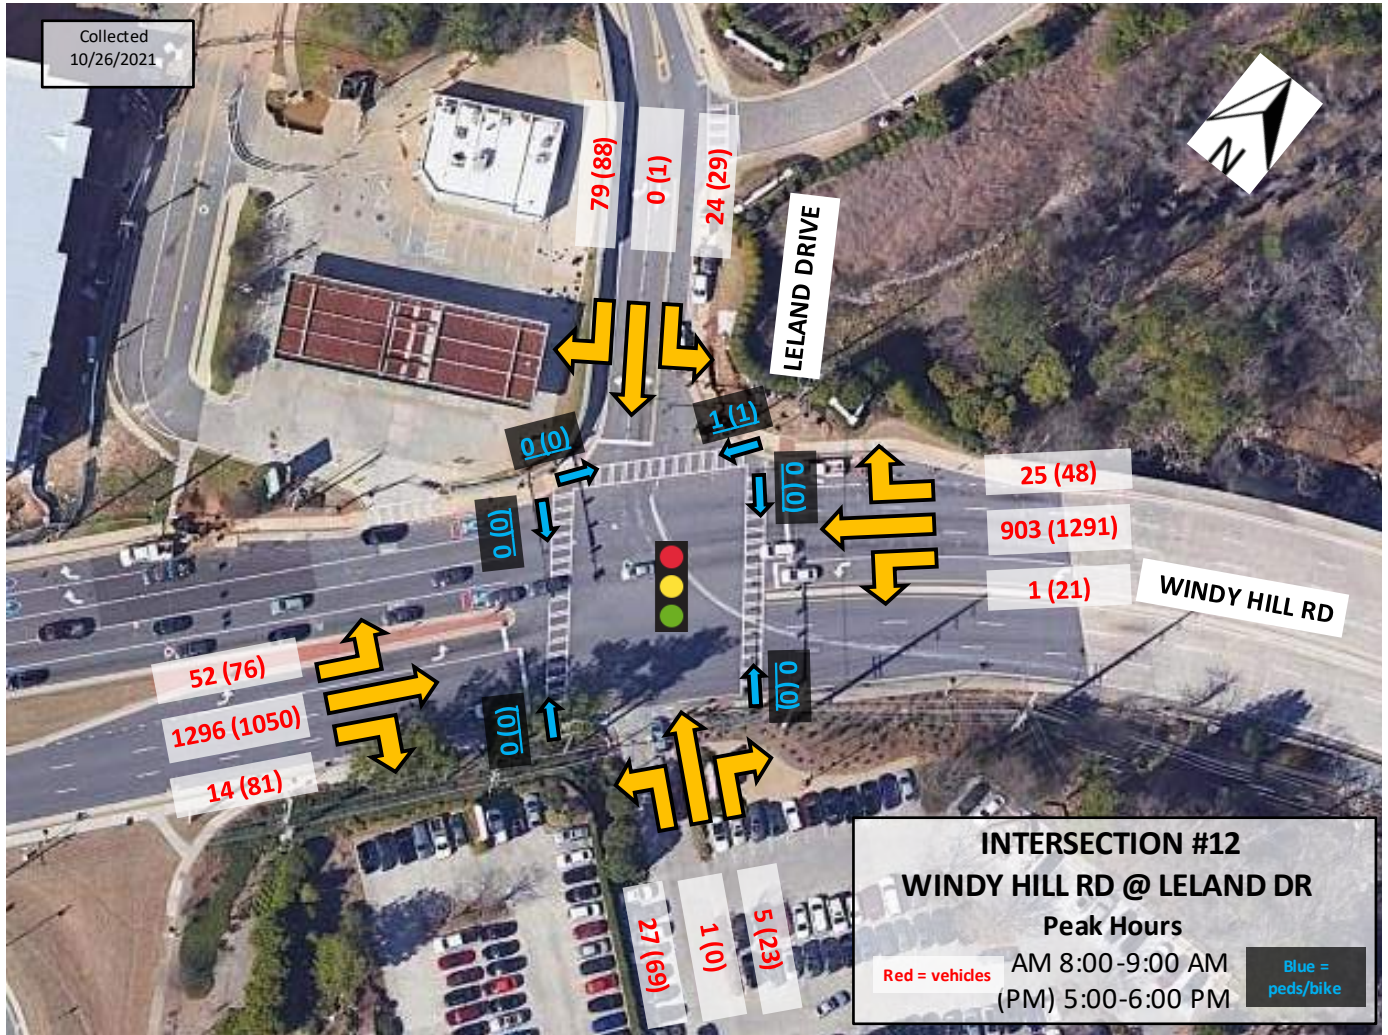 Collected
10/26/2021
79 (88)
0 (1)
24 (29)
LELAND DRIVE
0 (0)
1 (1)
0 (0)
0 (0)
25 (48)
903 (1291)
1 (21)
WINDY HILL RD
52 (76)
1296 (1050)
14 (81)
0 (0)
0 (0)
27 (69)
1 (0)
5 (23)
N
INTERSECTION #12
WINDY HILL RD @ LELAND DR
Peak Hours
Red = vehicles
AM 8:00-9:00 AM
(PM) 5:00-6:00 PM
Blue =
peds/bike